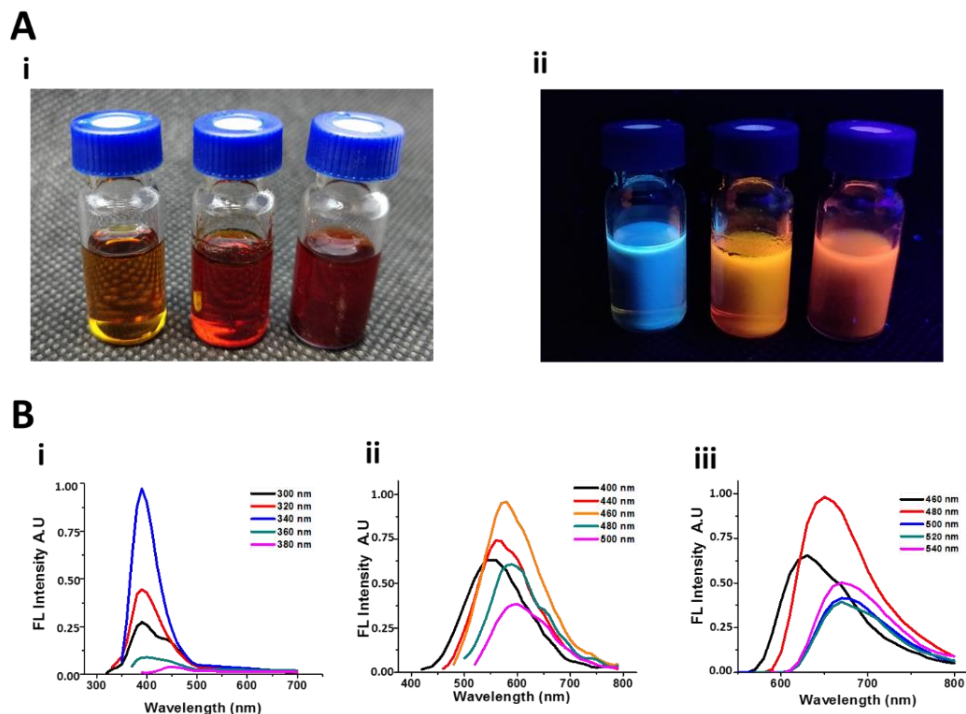 A
i
ii
B
i
1.00
0.75
0.50
0.25
0.00
300
400
500
600
700
300 nm
320 nm
340 nm
360 nm
380 nm
FL Intensity A.U
Wavelength (nm)
ii
1.00
0.75
0.50
0.25
0.00
400
500
600
700
800
400 nm
440 nm
460 nm
480 nm
500 nm
FL Intensity A.U
Wavelength (nm)
iii
1.00
0.75
0.50
0.25
0.00
600
700
800
460 nm
480 nm
500 nm
520 nm
540 nm
FL Intensity A.U
Wavelength (nm)